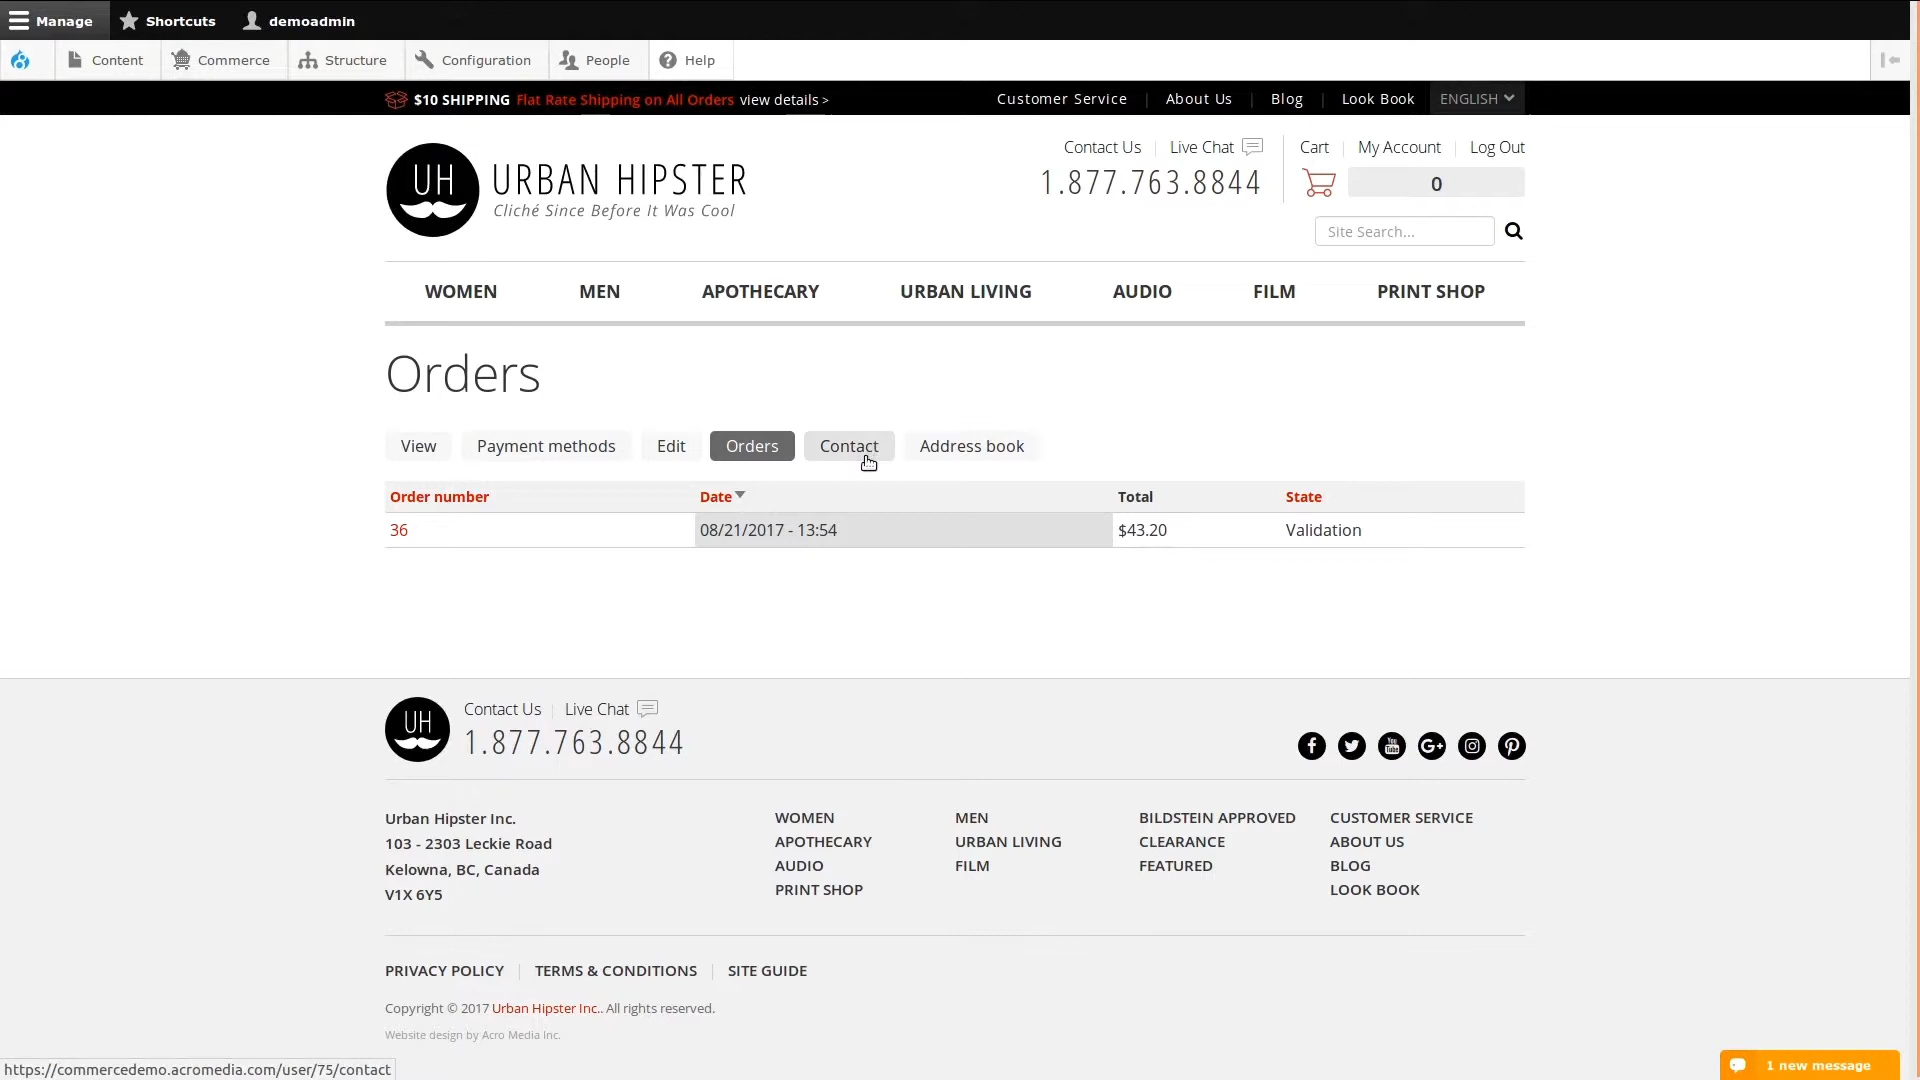 Manage Shortcuts demoadmin
Content Commerce Structure Configuration People Help
$10 SHIPPING Flat Rate Shipping on All Orders view details > Customer Service | About Us | Blog | Look Book ENGLISH
Contact Us Live Chat Cart My Account Log Out
UH URBAN HIPSTER 1.877.763.8844 0
Cliché Since Before It Was Cool
Site Search...
WOMEN MEN APOTHECARY URBAN LIVING AUDIO FILM PRINT SHOP
Orders
View Payment methods Edit Orders Contact Address book
Order number Date Total State
36 08/21/2017 - 13:54 $43.20 Validation
UH Contact Us Live Chat
1.877.763.8844
Urban Hipster Inc.
103 - 2303 Leckie Road
Kelowna, BC, Canada
V1X 6Y5
WOMEN
APOTHECARY
AUDIO
PRINT SHOP
MEN
URBAN LIVING
FILM
BILDSTEIN APPROVED
CLEARANCE
FEATURED
CUSTOMER SERVICE
ABOUT US
BLOG
LOOK BOOK
PRIVACY POLICY | TERMS & CONDITIONS | SITE GUIDE
Copyright © 2017 Urban Hipster Inc.. All rights reserved.
Website design by Acro Media Inc.
https://commercedemo.acromedia.com/user/75/contact
1 new message